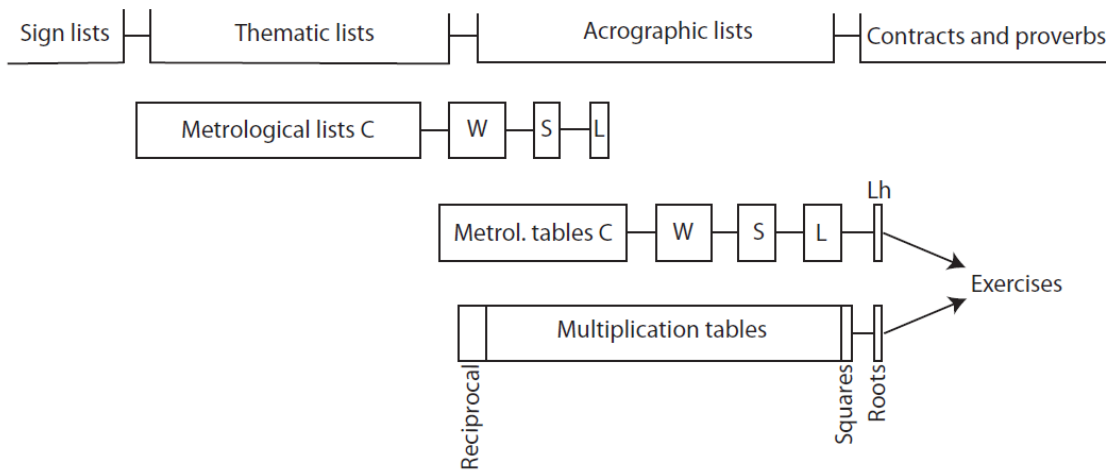 Sign lists
Thematic lists
Acrographic lists
Contracts and proverbs
Metrological lists C
W
S
L
Lh
Metrol. tables C
W
S
L
Exercises
Multiplication tables
Reciprocal
Squares
Roots